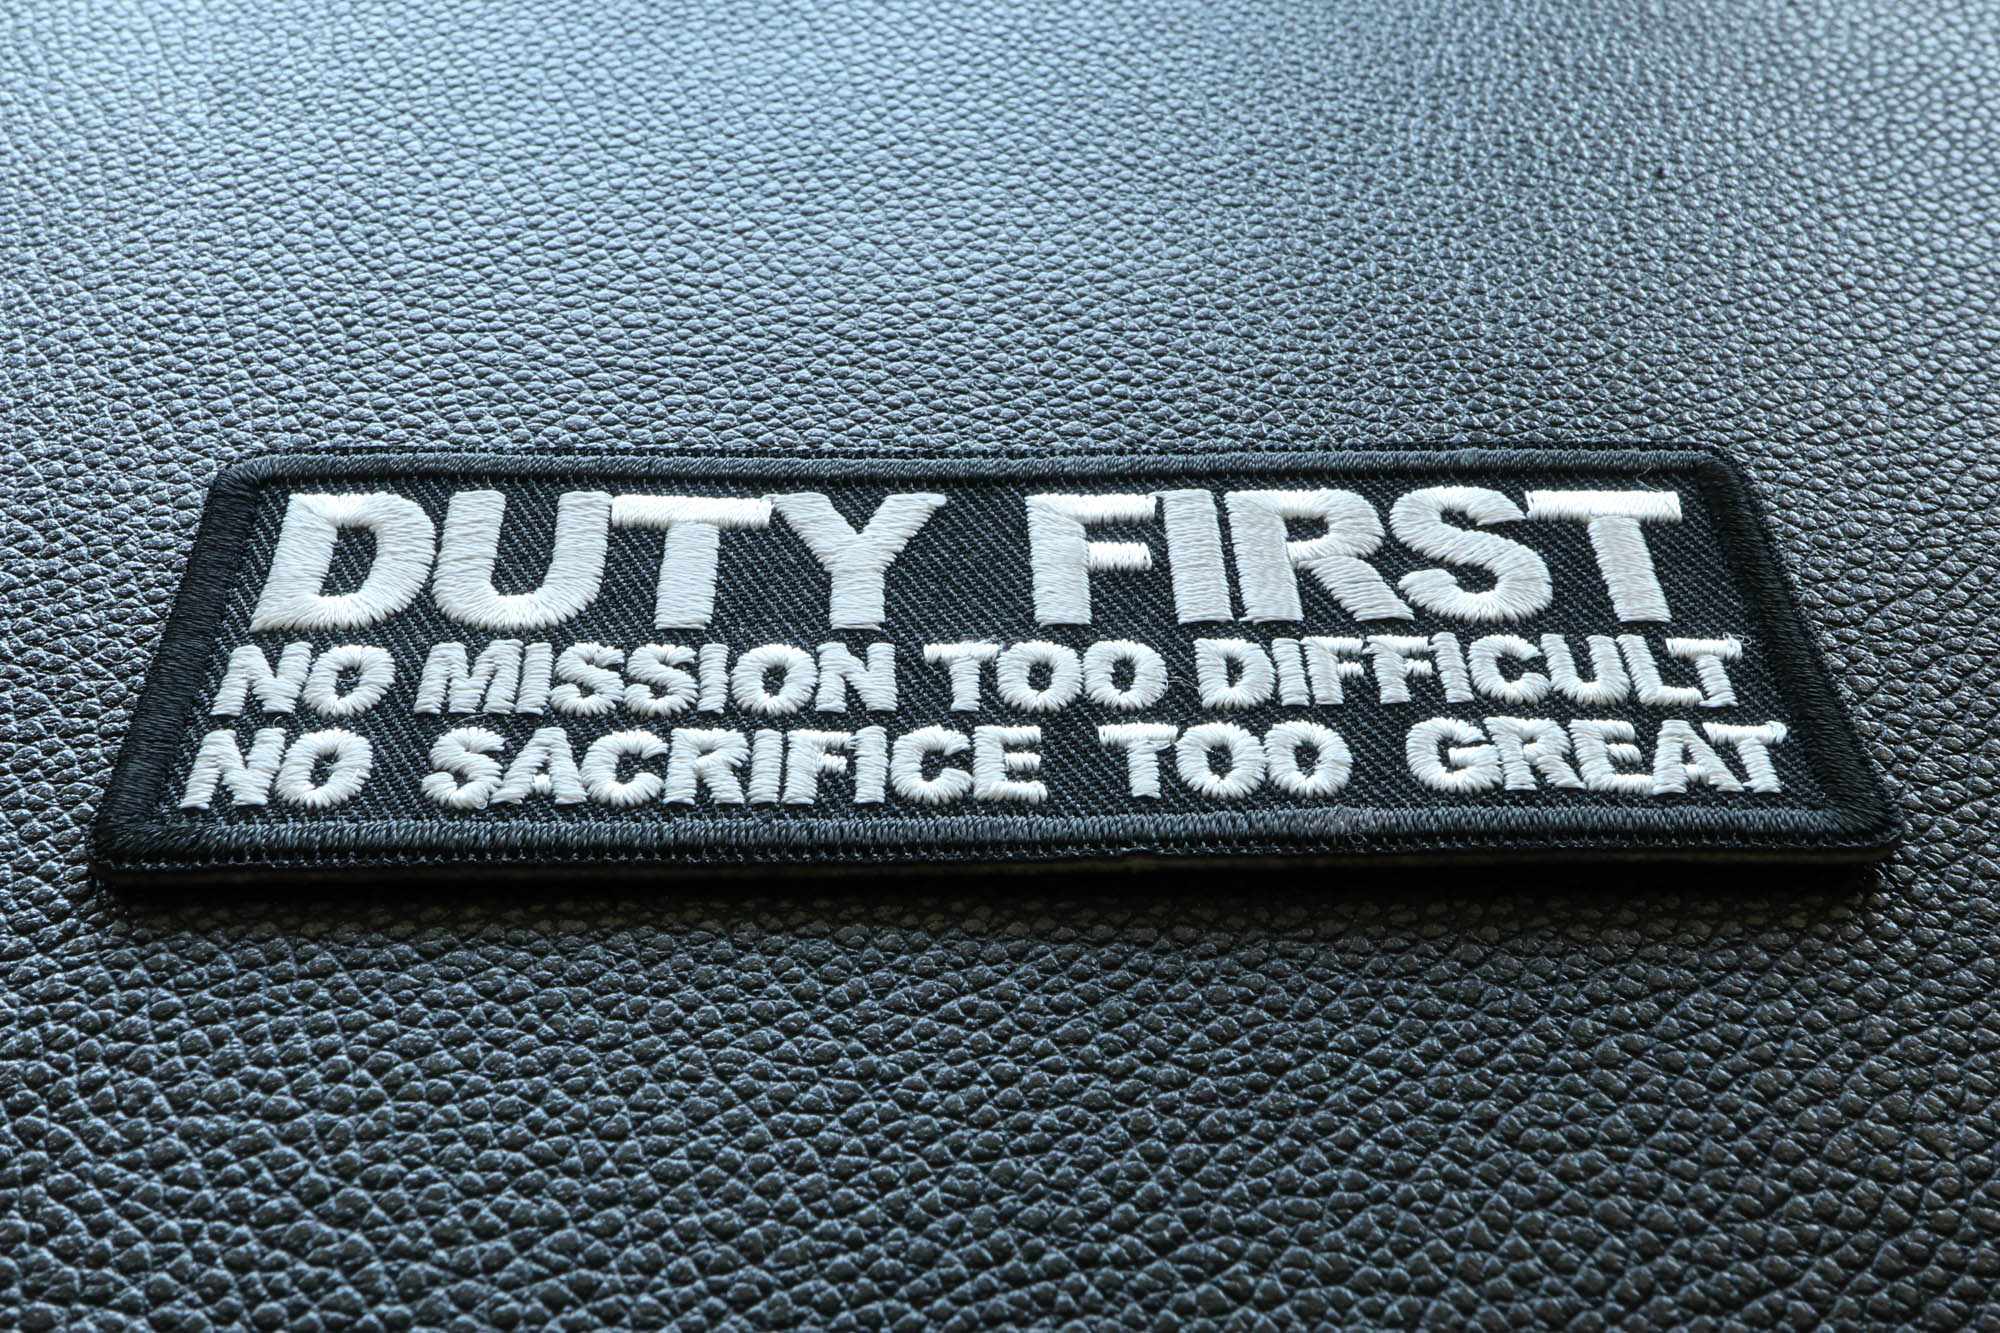 DUTY FIRST
NO MISSION TOO DIFFICULT
NO SACRIFICE TOO GREAT